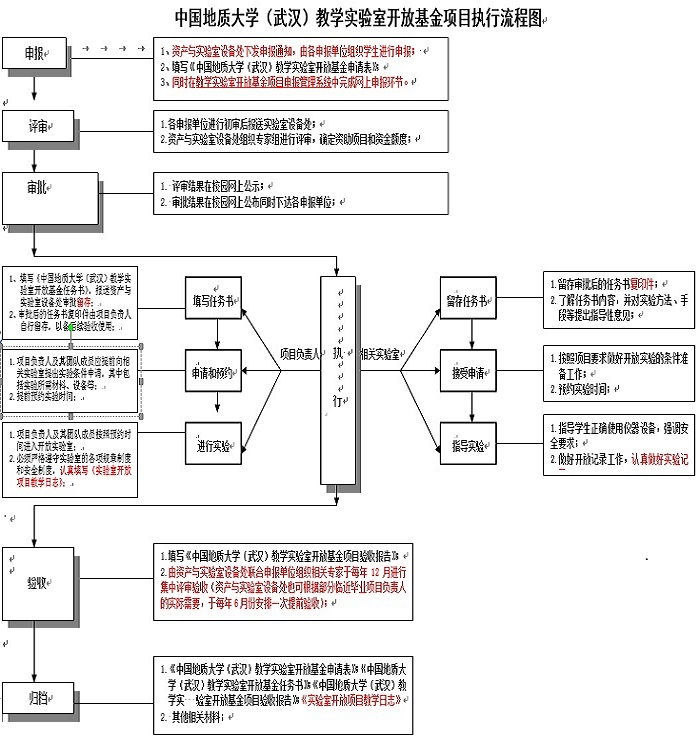 中国地质大学（武汉）教学实验室开放基金项目执行流程图
申报
1、资产与实验室设备处下发申报通知，由各申报单位组织学生进行申报；
2、填写《中国地质大学（武汉）教学实验室开放基金申请表》；
3、同时在教学实验室开放基金项目申报管理系统中完成网上申报环节。
评审
1.各申报单位进行初审后报送实验室设备处；
2.资产与实验室设备处组织专家组进行评审，确定资助项目和资金额度；
审批
1. 评审结果在校园网上公示；
2. 审批结果在校园网上公布同时下达各申报单位；
1、填写《中国地质大学（武汉）教学实
验室开放基金任务书》，报送资产与
实验室设备处审批留存；
2、审批后的任务书复印件由项目负责人
自行留存，以备后续验收使用；
填写任务书
留存任务书
1.留存审批后的任务书复印件；
2.了解任务书内容，并对实验方法、手
段等提出指导性意见；
1.项目负责人及其团队成员应提前向相
关实验室提出实验条件申请，其中包
括实验所需材料、设备等；
2.提前预约实验时间；
申请和预约
项目负责人
执
行
相关实验室
接受申请
1.按照项目要求做好开放实验的条件准
备工作；
2.预约实验时间；
1.项目负责人及其团队成员按照预约时
间进入开放实验室；
2.必须严格遵守实验室的各项规章制度
和安全制度，认真填写《实验室开放
项目教学日志》；
进行实验
指导实验
1.指导学生正确使用仪器设备，强调安
全要求；
2.做好开放记录工作，认真做好实验记
验收
1.填写《中国地质大学（武汉）教学实验室开放基金项目验收报告》；
2.由资产与实验室设备处联合申报单位组织相关专家于每年 12 月进行
集中评审验收（资产与实验室设备处也可根据部分临近毕业项目负责人
的实际需要，于每年 6 月份安排一次提前验收）；
归档
1.《中国地质大学（武汉）教学实验室开放基金申请表》《中国地质大
学（武汉）教学实验室开放基金任务书》《中国地质大学（武汉）教
学实 验室开放基金项目验收报告》《实验室开放项目教学日志》
2. 其他相关材料；